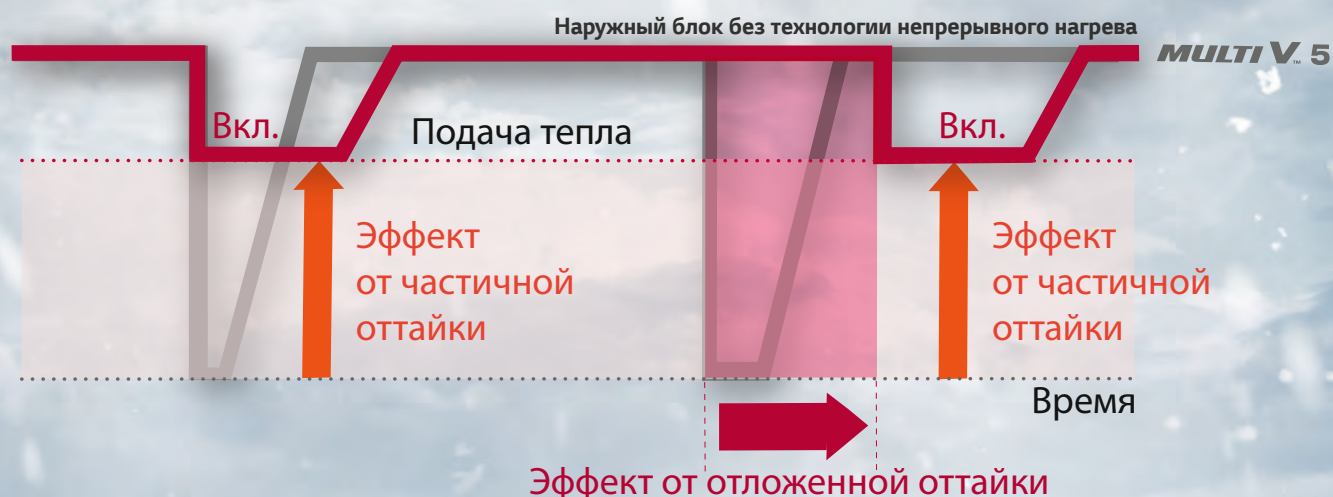 Наружный блок без технологии непрерывного нагрева
MULTI V™ 5
Вкл.
Подача тепла
Вкл.
Эффект
от частичной
оттайки
Эффект
от частичной
оттайки
Время
Эффект от отложенной оттайки